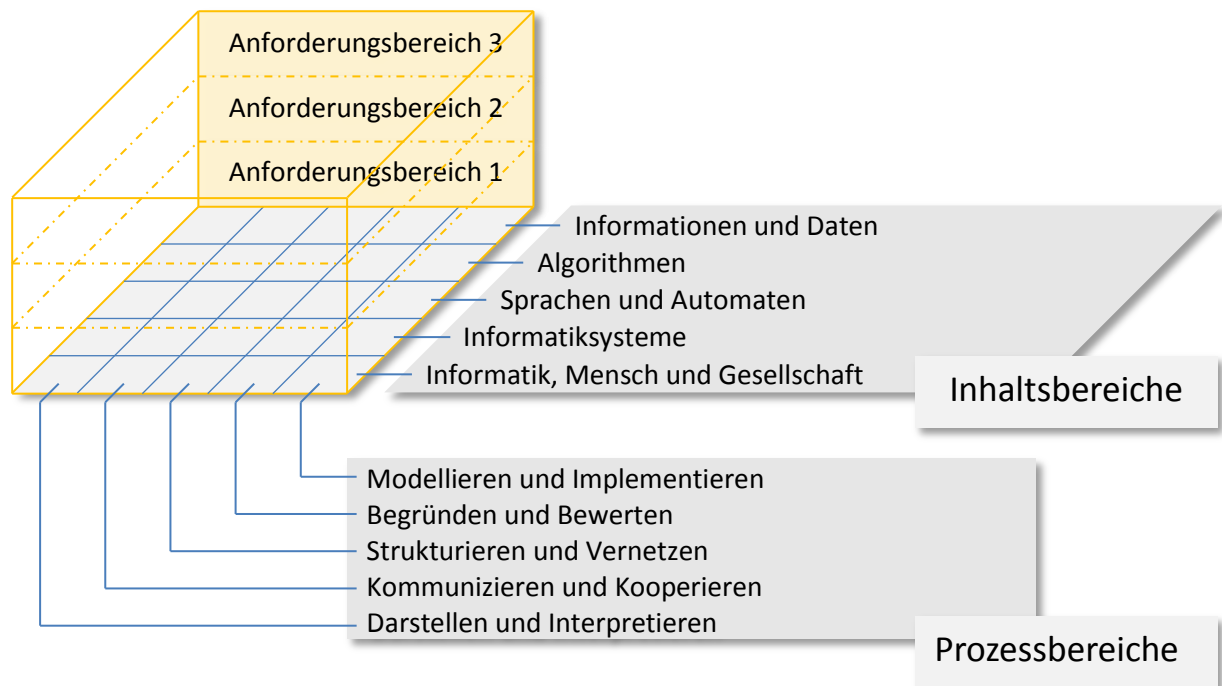 Anforderungsbereich 3
Anforderungsbereich 2
Anforderungsbereich 1
Informationen und Daten
Algorithmen
Sprachen und Automaten
Informatiksysteme
Informatik, Mensch und Gesellschaft
Inhaltsbereiche
Modellieren und Implementieren
Begründen und Bewerten
Strukturieren und Vernetzen
Kommunizieren und Kooperieren
Darstellen und Interpretieren
Prozessbereiche